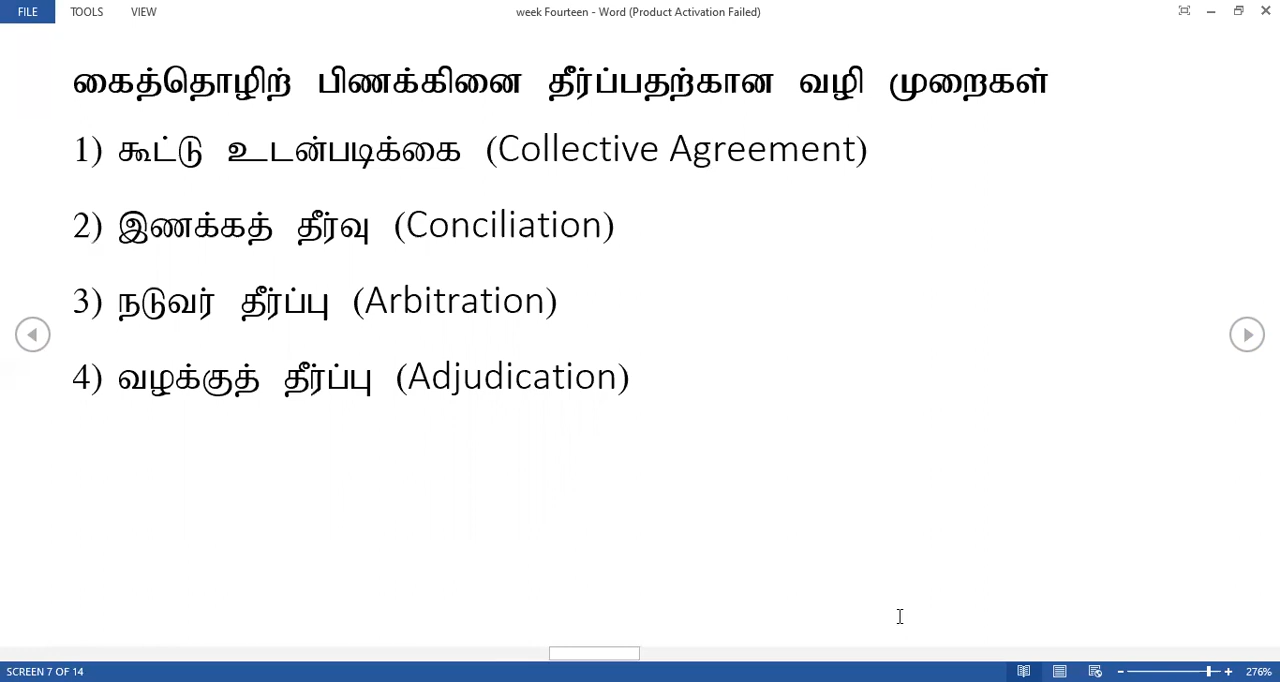 FILE TOOLS VIEW week Fourteen - Word (Product Activation Failed)
கைத்தொழிற் பிணக்கினை தீர்ப்பதற்கான வழி முறைகள்
1) கூட்டு உடன்படிக்கை (Collective Agreement)
2) இணக்கத் தீர்வு (Conciliation)
3) நடுவர் தீர்ப்பு (Arbitration)
4) வழக்குத் தீர்ப்பு (Adjudication)
SCREEN 7 OF 14 276%